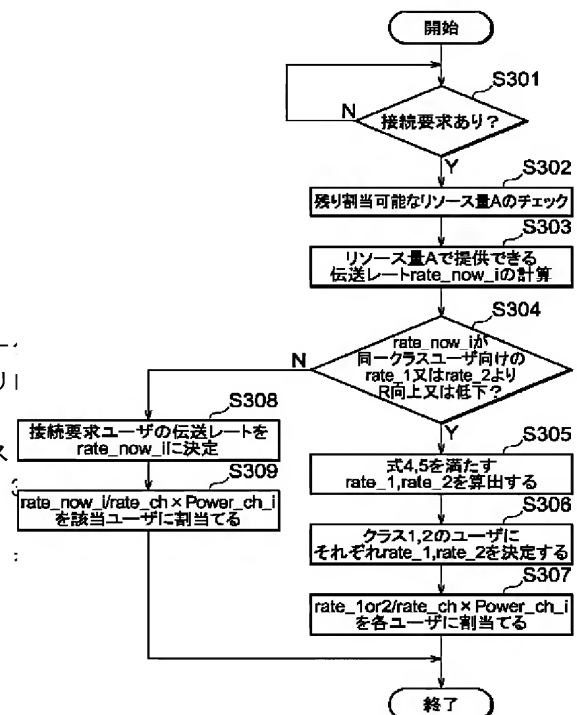 開始
S301
接続要求あり？
N
Y
S302
残り割当可能なリソース量Aのチェック
S303
リソース量Aで提供できる
伝送レートrate_now_iの計算
S304
rate_now_iが
同一クラスユーザ向けの
rate_1又はrate_2より
R向上又は低下？
N
Y
S308
接続要求ユーザの伝送レートを
rate_now_iに決定
S309
rate_now_i/rate_ch×Power_ch_i
を該当ユーザに割当てる
S305
式4,5を満たす
rate_1,rate_2を算出する
S306
クラス1,2のユーザに
それぞれrate_1,rate_2を決定する
S307
rate_1or2/rate_ch×Power_ch_i
を各ユーザに割当てる
終了
ス